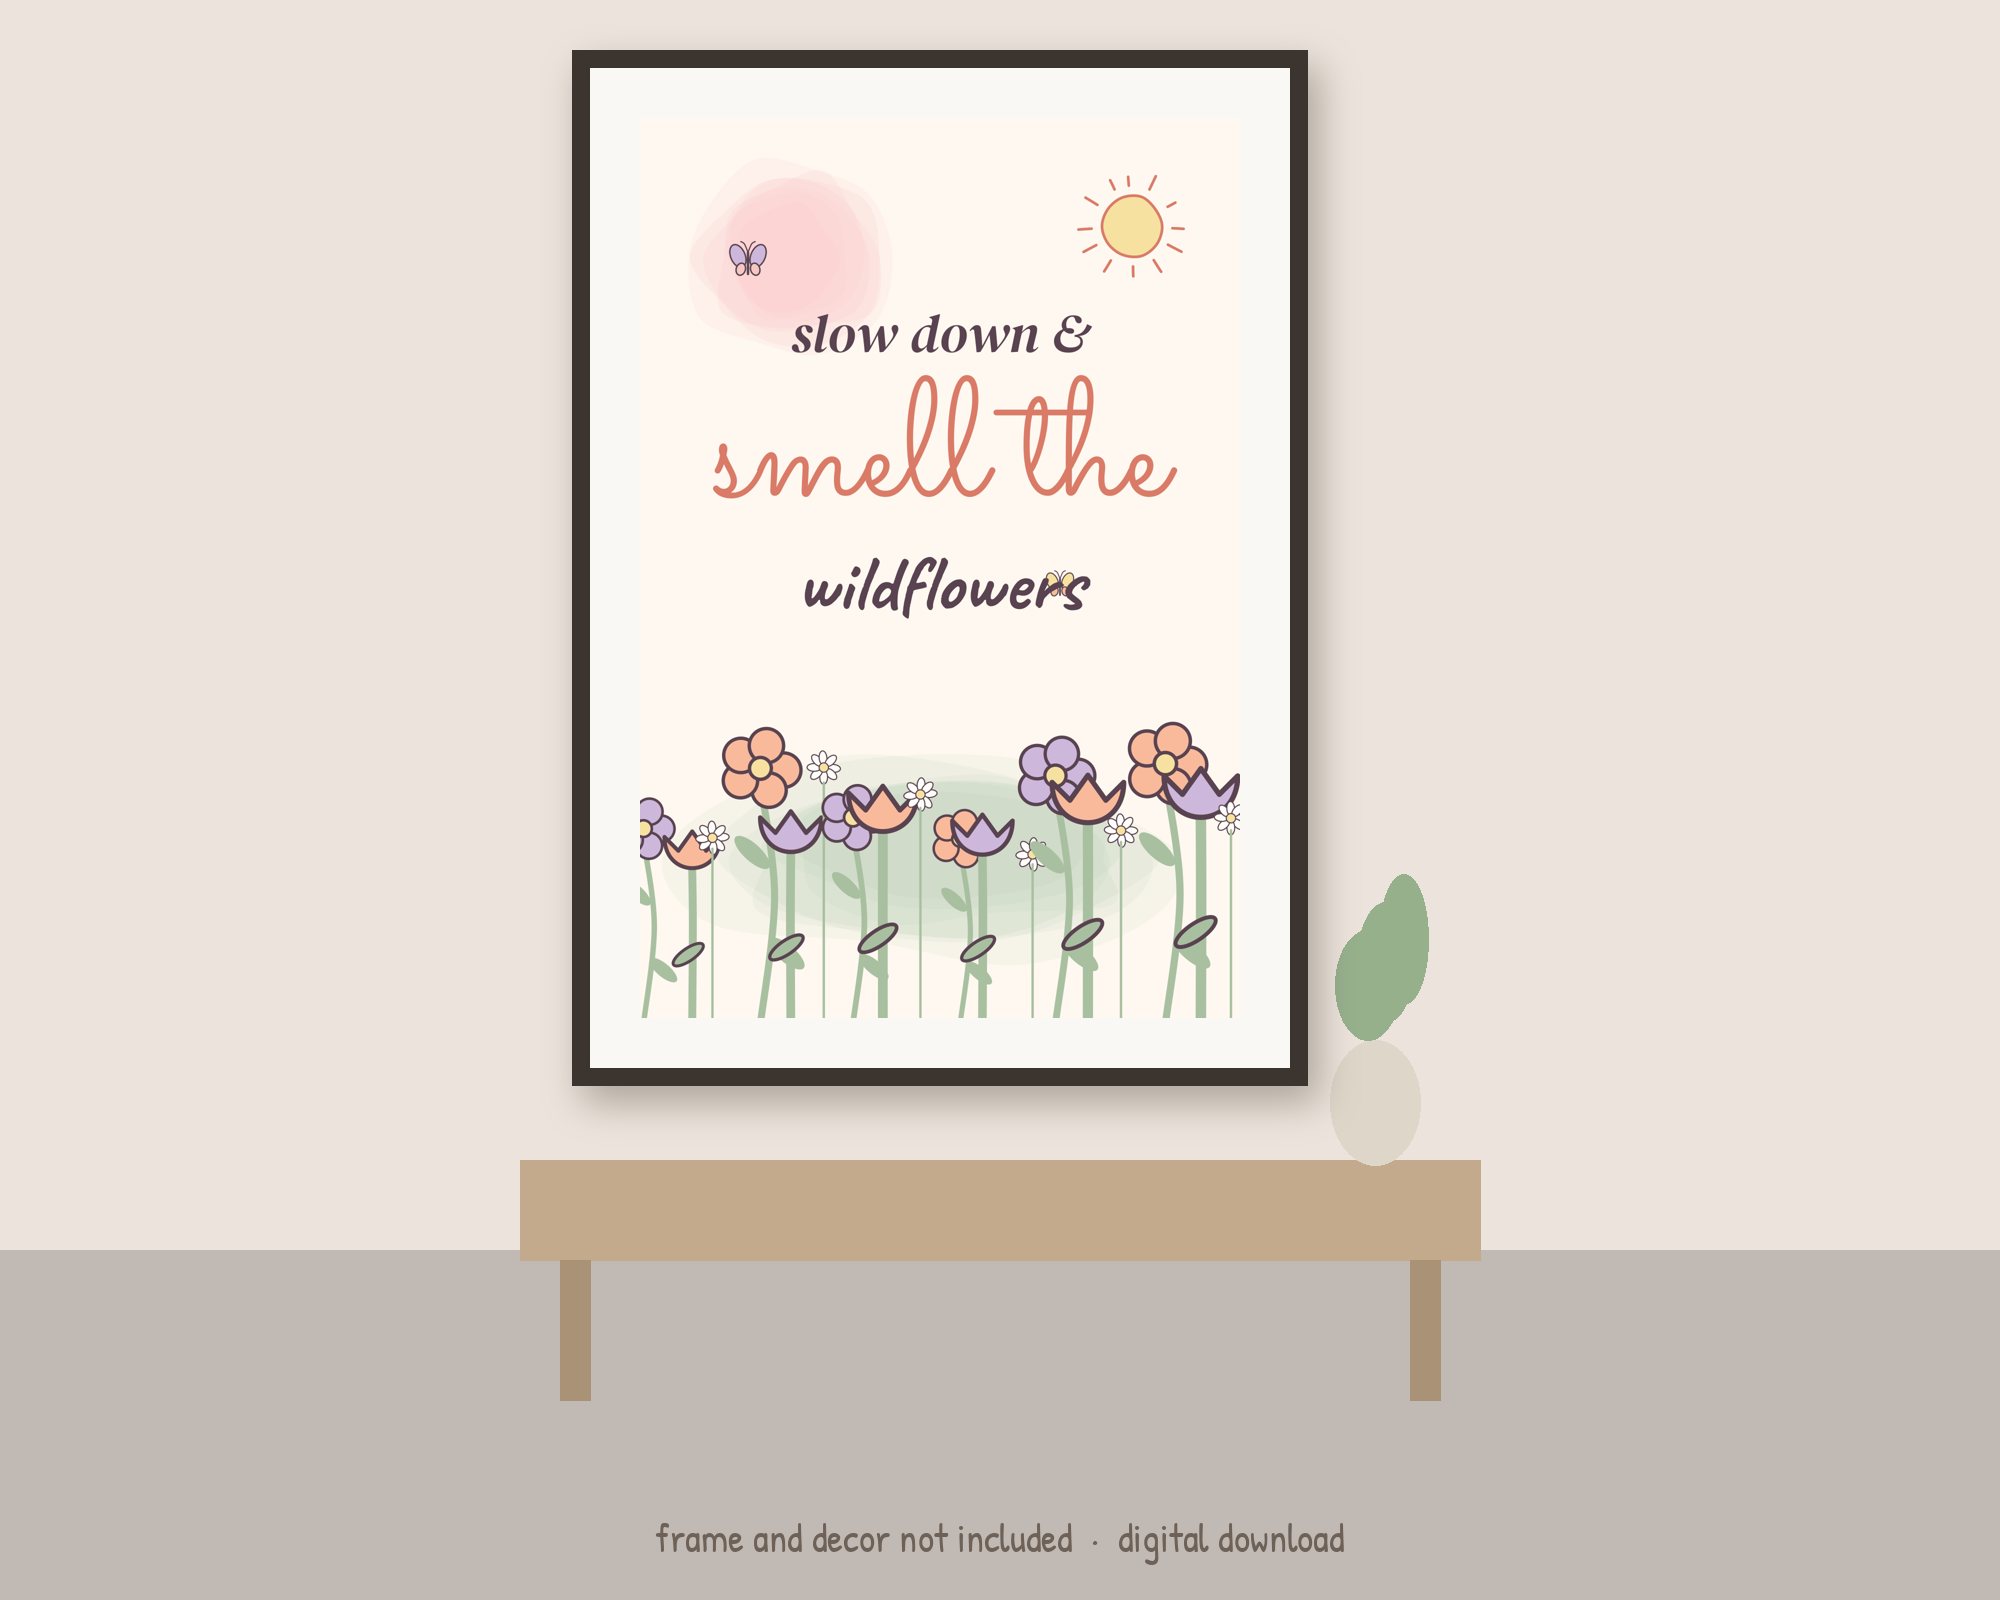 slow down &
smell the
wildflowers
frame and decor not included · digital download